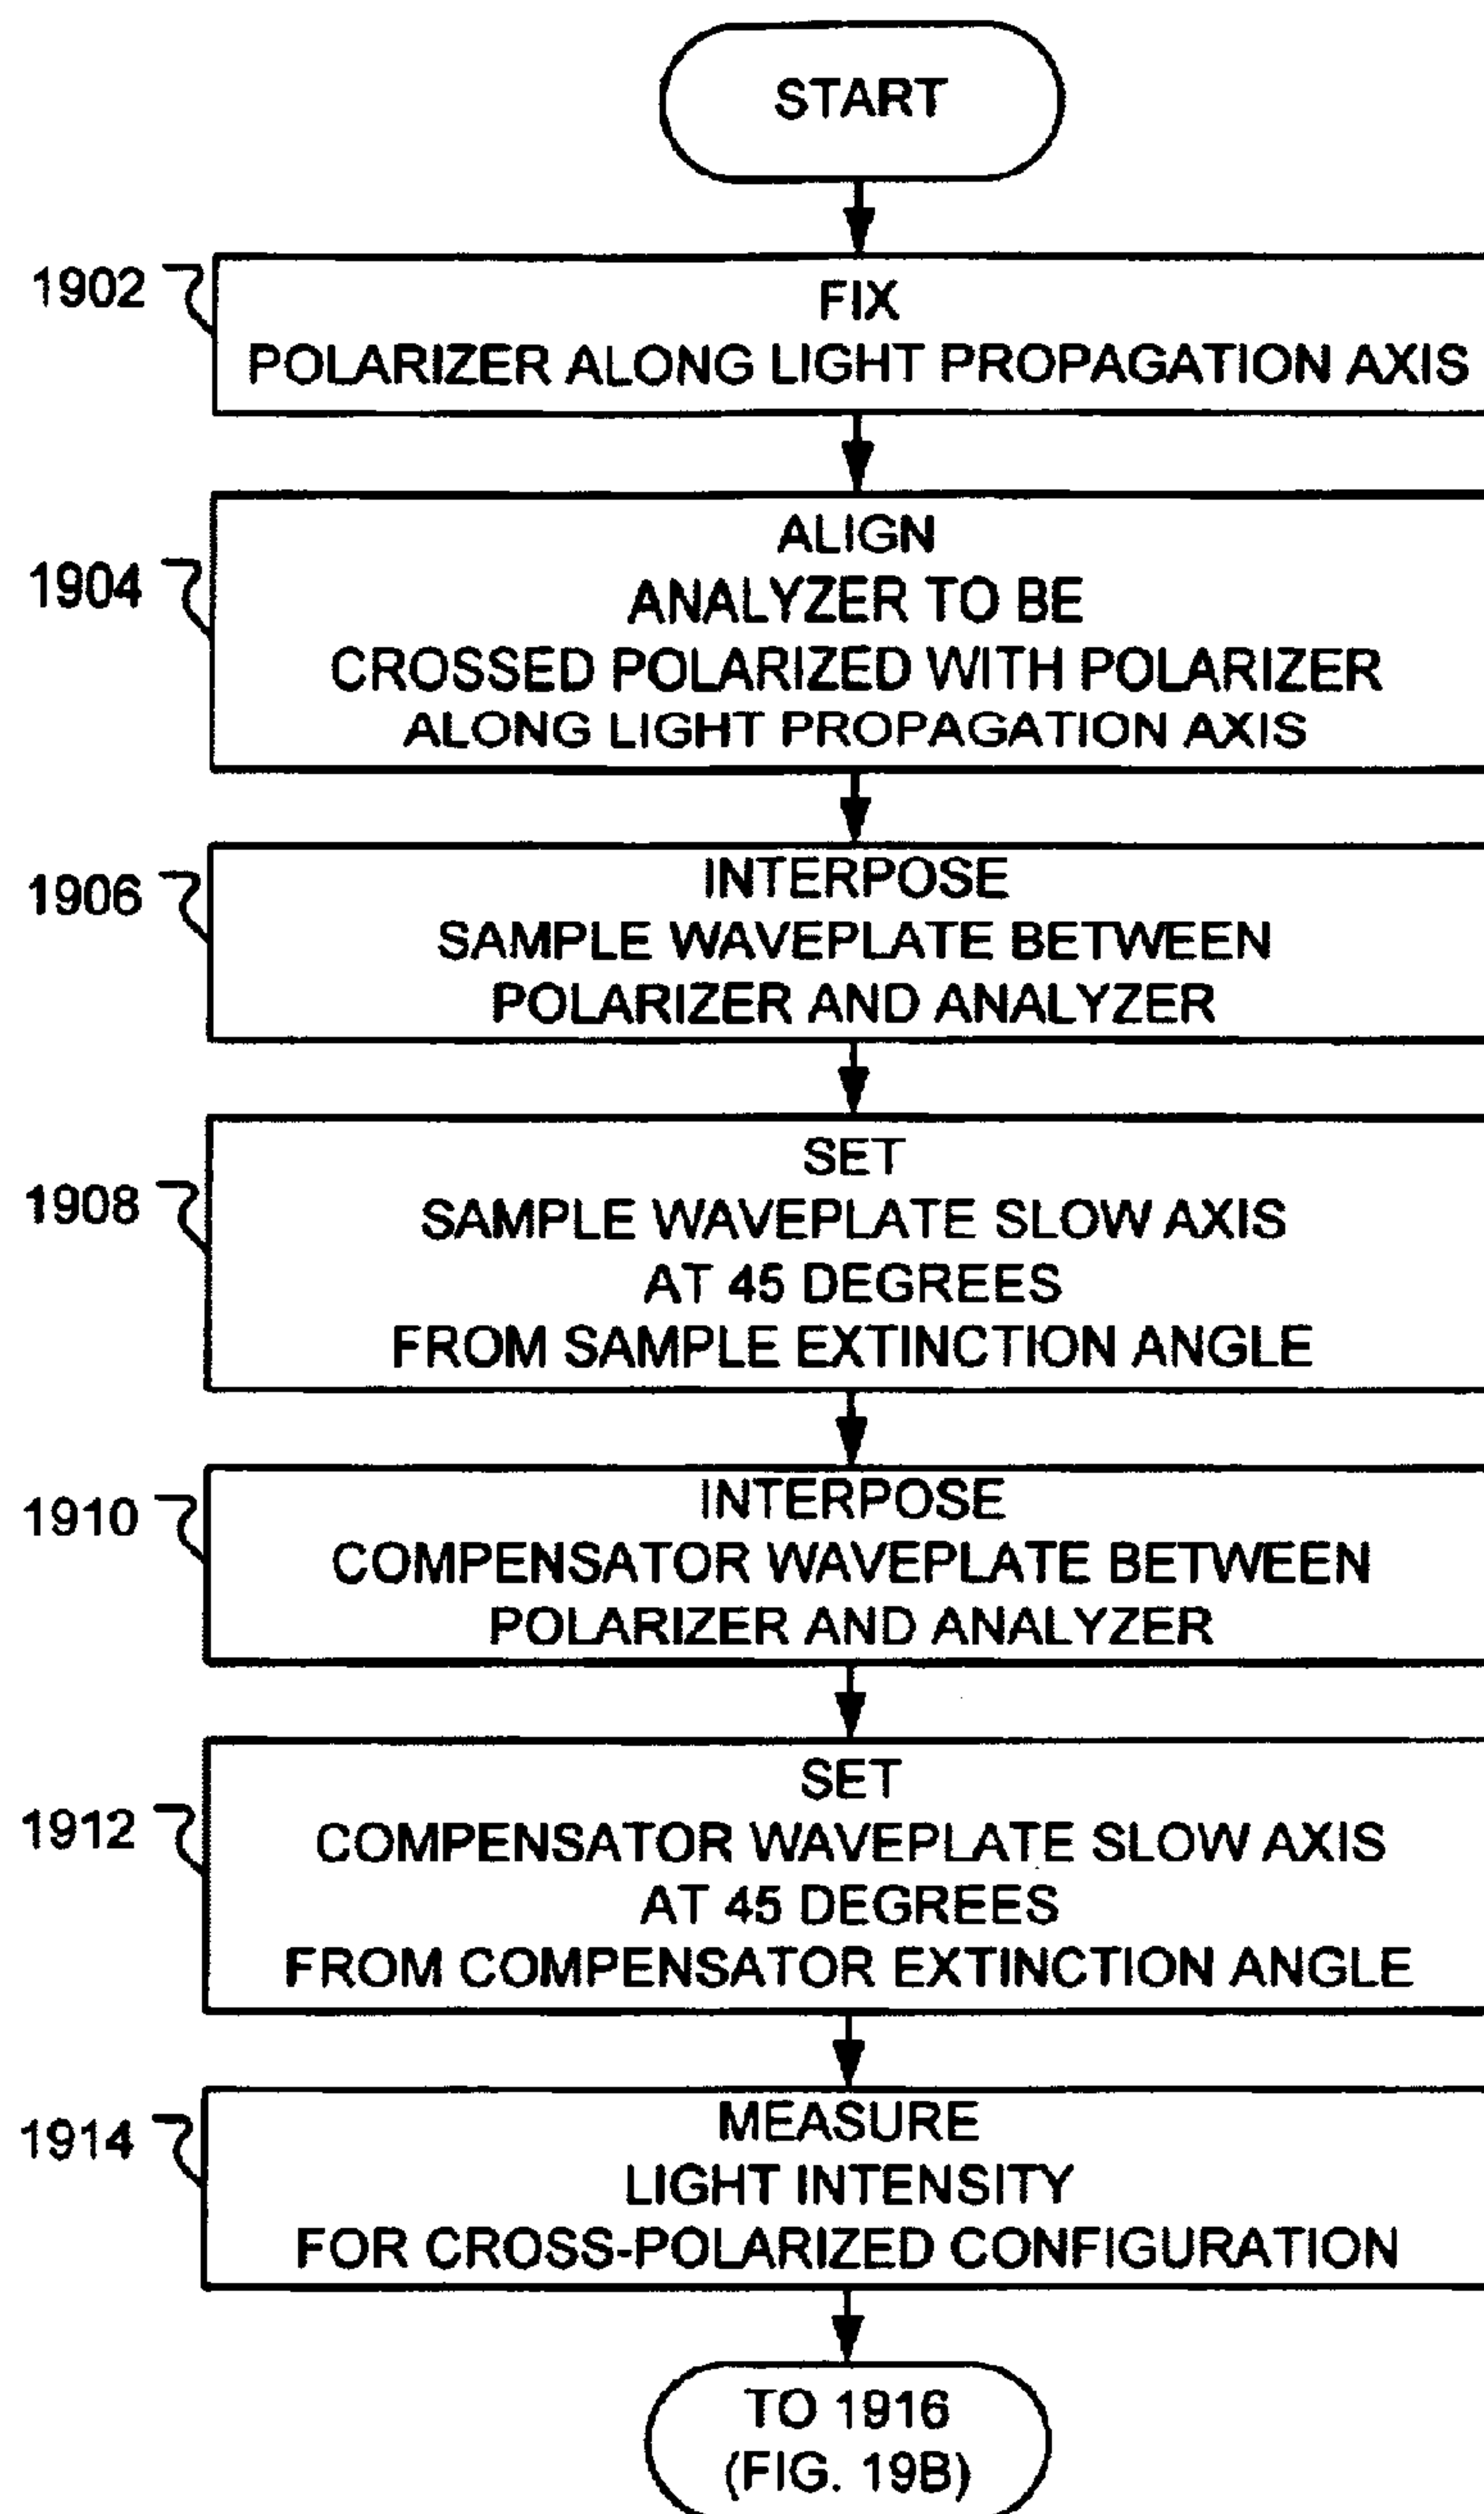 START
1902
FIX
POLARIZER ALONG LIGHT PROPAGATION AXIS
1904
ALIGN
ANALYZER TO BE
CROSSED POLARIZED WITH POLARIZER
ALONG LIGHT PROPAGATION AXIS
1906
INTERPOSE
SAMPLE WAVEPLATE BETWEEN
POLARIZER AND ANALYZER
1908
SET
SAMPLE WAVEPLATE SLOW AXIS
AT 45 DEGREES
FROM SAMPLE EXTINCTION ANGLE
1910
INTERPOSE
COMPENSATOR WAVEPLATE BETWEEN
POLARIZER AND ANALYZER
1912
SET
COMPENSATOR WAVEPLATE SLOW AXIS
AT 45 DEGREES
FROM COMPENSATOR EXTINCTION ANGLE
1914
MEASURE
LIGHT INTENSITY
FOR CROSS-POLARIZED CONFIGURATION
TO 1916
(FIG. 19B)